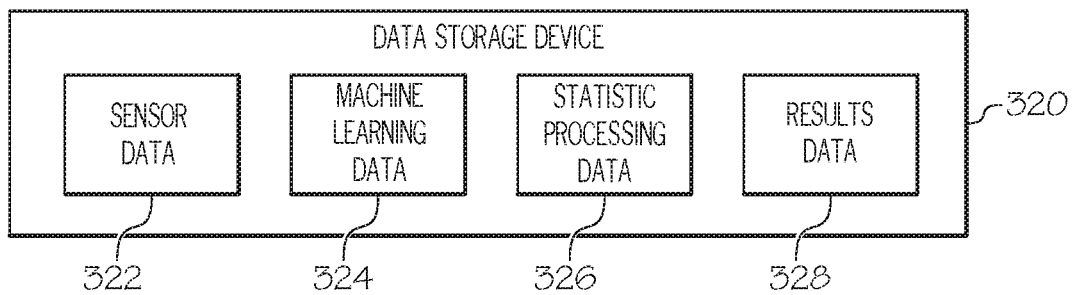 DATA STORAGE DEVICE
SENSOR
DATA
MACHINE
LEARNING
DATA
STATISTIC
PROCESSING
DATA
RESULTS
DATA
320
322
324
326
328